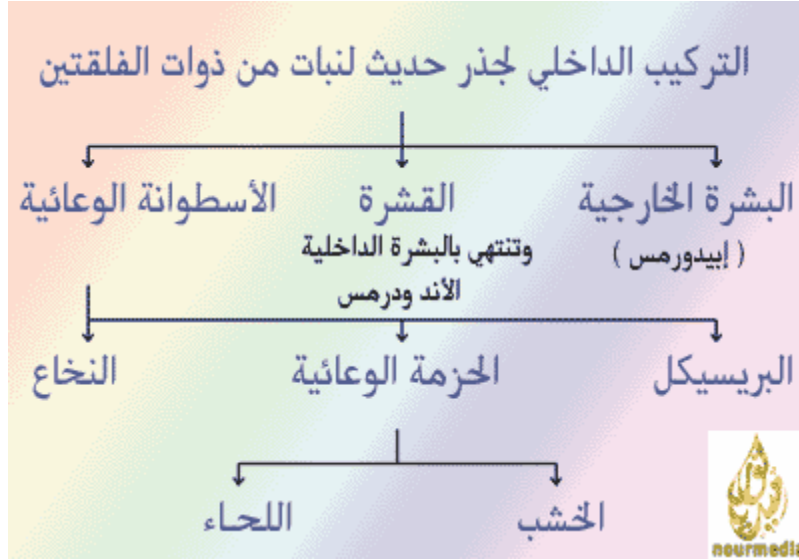 التركيب الداخلي لجذر حديث لنبات من ذوات الفلقتين
البشرة الخارجية
( إبيدورمس )
القشرة
وتنتهي بالبشرة الداخلية
الأند ودرمس
الأسطوانة الوعائية
البريسيكل
الحزمة الوعائية
النخاع
الخشب
اللحاء
nourmedia